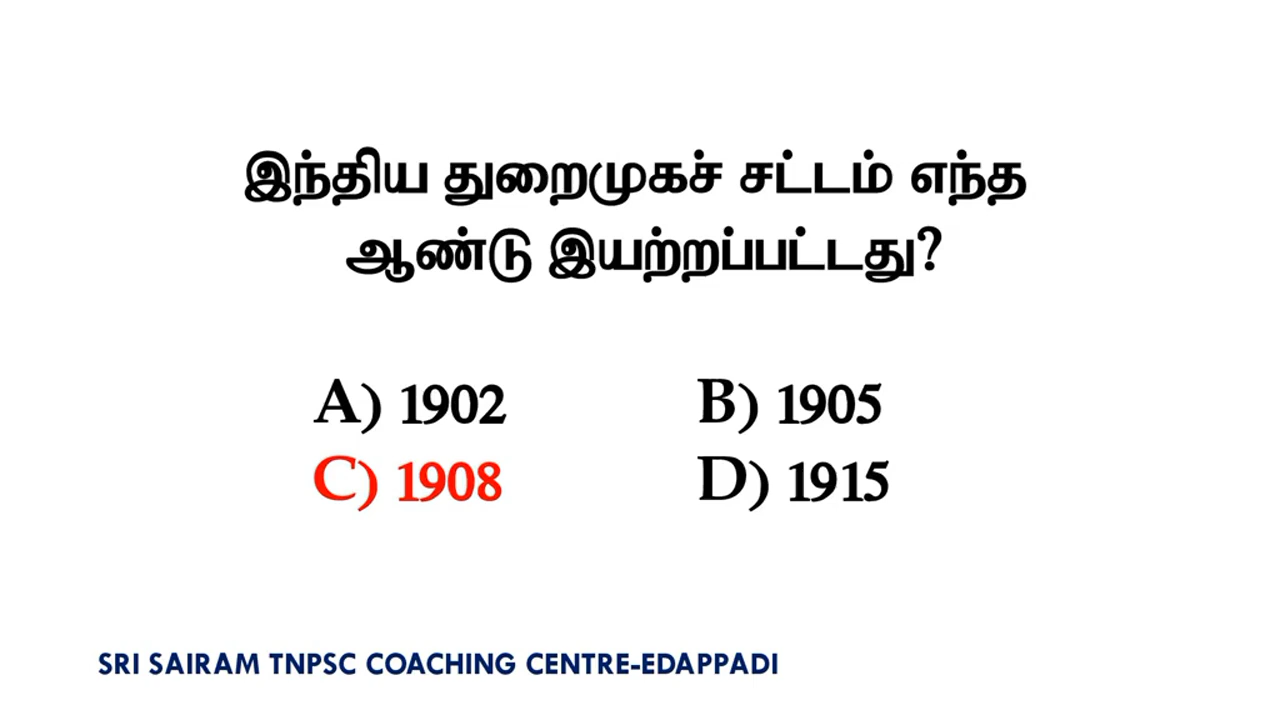 இந்திய துறைமுகச் சட்டம் எந்த
ஆண்டு இயற்றப்பட்டது?
A) 1902 B) 1905
C) 1908 D) 1915
SRI SAIRAM TNPSC COACHING CENTRE-EDAPPADI